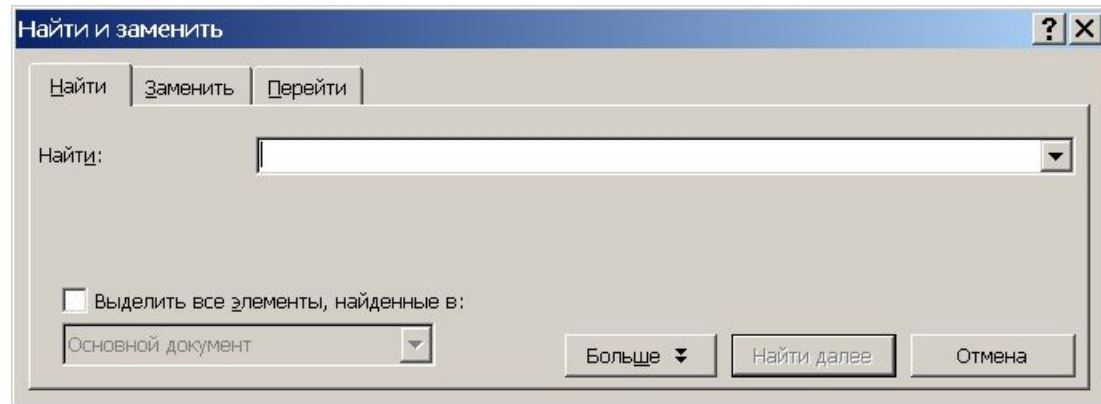 Найти и заменить
Найти Заменить Перейти
Найти:
Выделить все элементы, найденные в:
Основной документ
Больше Найти далее Отмена